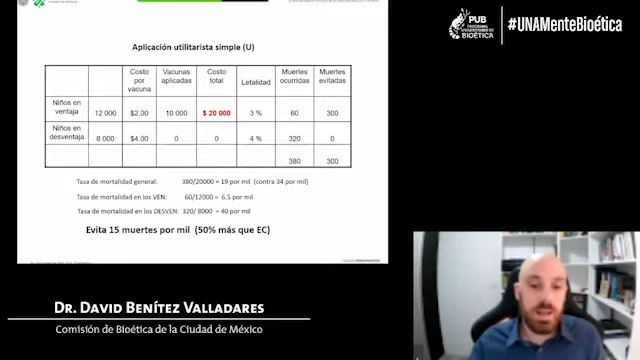 PUB
BIOÉTICA
#UNAMenteBioética
Aplicación utilitarista simple (U)
Costo por vacuna
Vacunas aplicadas
Costo total
Letalidad
Muertes ocurridas
Muertes evitadas
Niños en ventaja
12 000
$2.00
10 000
$ 20 000
3 %
60
300
Niños en desventaja
8 000
$4.00
0
0
4 %
320
0
380
300
Tasa de mortalidad general: 380/20000 = 19 por mil (contra 34 por mil)
Tasa de mortalidad en los VEN: 60/12000 = 6.5 por mil
Tasa de mortalidad en los DESVEN: 320/ 8000 = 40 por mil
Evita 15 muertes por mil (50% más que EC)
Dr. David Benítez Valladares
Comisión de Bioética de la Ciudad de México